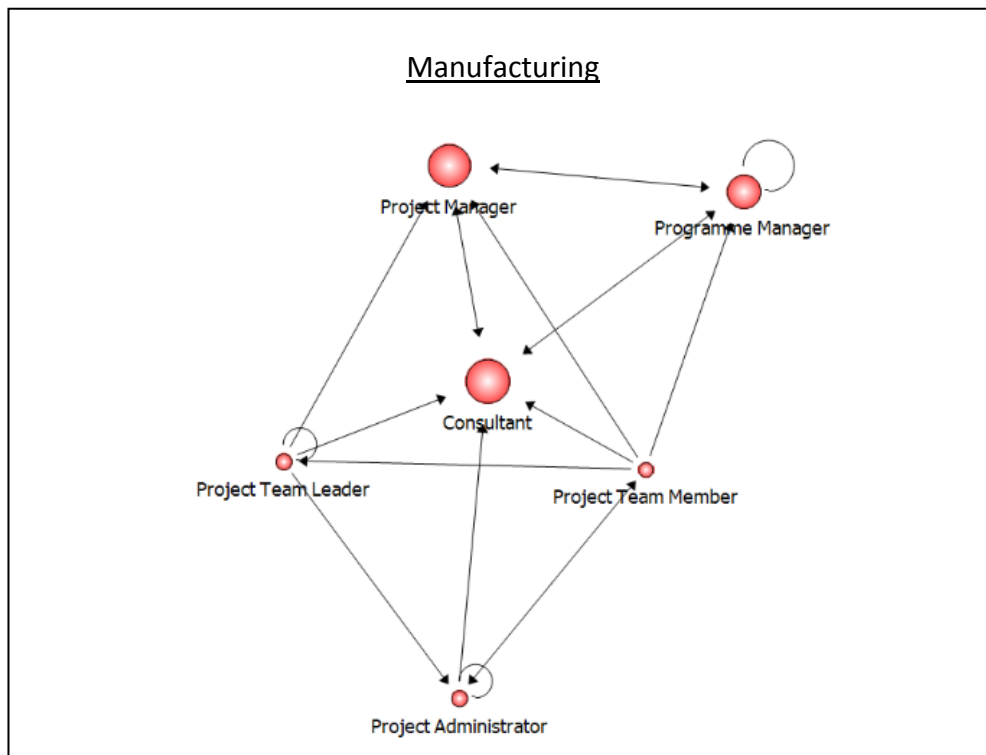 Manufacturing
Project Manager
Programme Manager
Consultant
Project Team Leader
Project Team Member
Project Administrator